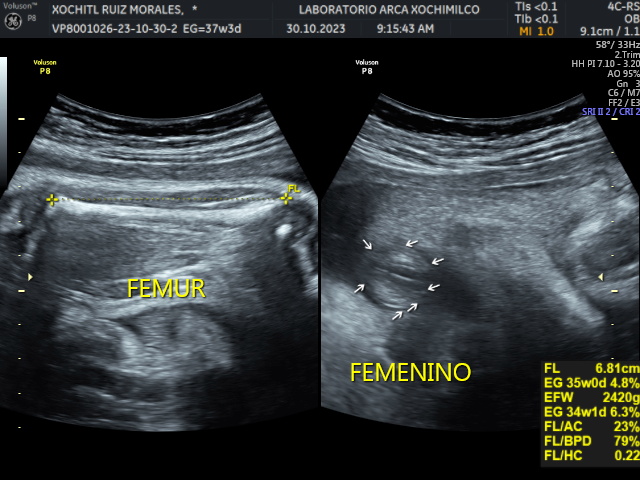 Voluson™
P8
XOCHITL RUIZ MORALES, *
LABORATORIO ARCA XOCHIMILCO
TIs <0.1
4C-RS
VP8001026-23-10-30-2 EG=37w3d
30.10.2023
9:15:43 AM
TIb <0.1
OB
MI 1.0
9.1cm / 1.1
58°/ 33Hz
2.Trim
HH PI 7.10 - 3.20
AO 95%
Gn 3
C6 / M7
FF2 / E3
SRI II 2 / CRI 2
Voluson
P8
Voluson
P8
FL
FEMUR
FEMENINO
FL 6.81cm
EG 35w0d 4.8%
EFW 2420g
EG 34w1d 6.3%
FL/AC 23%
FL/BPD 79%
FL/HC 0.22